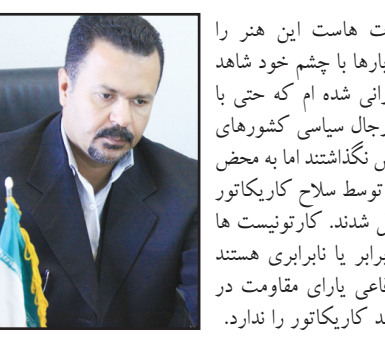 ت هاست این هنر را
بارها با چشم خود شاهد
رانی شده ام که حتی با
رجال سیاسی کشورهای
ش نگذاشتند اما به محض
توسط سلاح کاریکاتور
ش شدند. کارتونیست ها
برابر یا نابرابری هستند
فاعی یارای مقاومت در
ند کاریکاتور را ندارد.